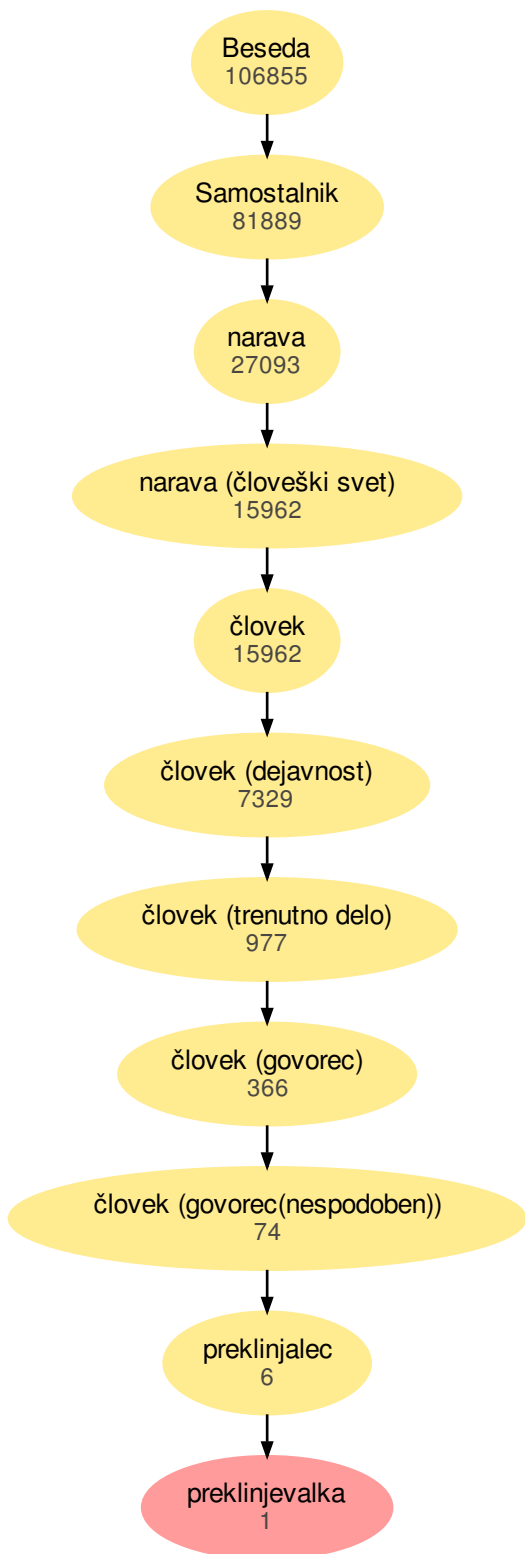 Beseda
106855
Samostalnik
81889
narava
27093
narava (človeški svet)
15962
človek
15962
človek (dejavnost)
7329
človek (trenutno delo)
977
človek (govorec)
366
človek (govorec(nespodoben))
74
preklinjalec
6
preklinjevalka
1